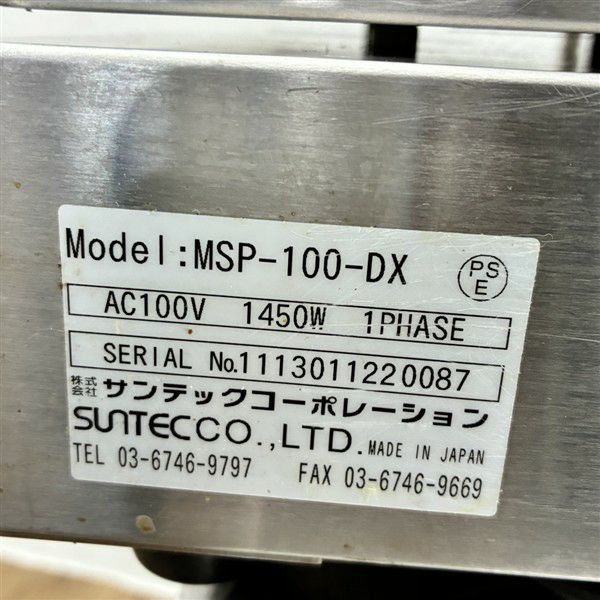 Model:MSP-100-DX
PS
E
AC100V 1450W 1PHASE
SERIAL No.1113011220087
株式
会社 サンテックコーポレーション
SUNTEC CO.,LTD. MADE IN JAPAN
TEL 03-6746-9797 FAX 03-6746-9669